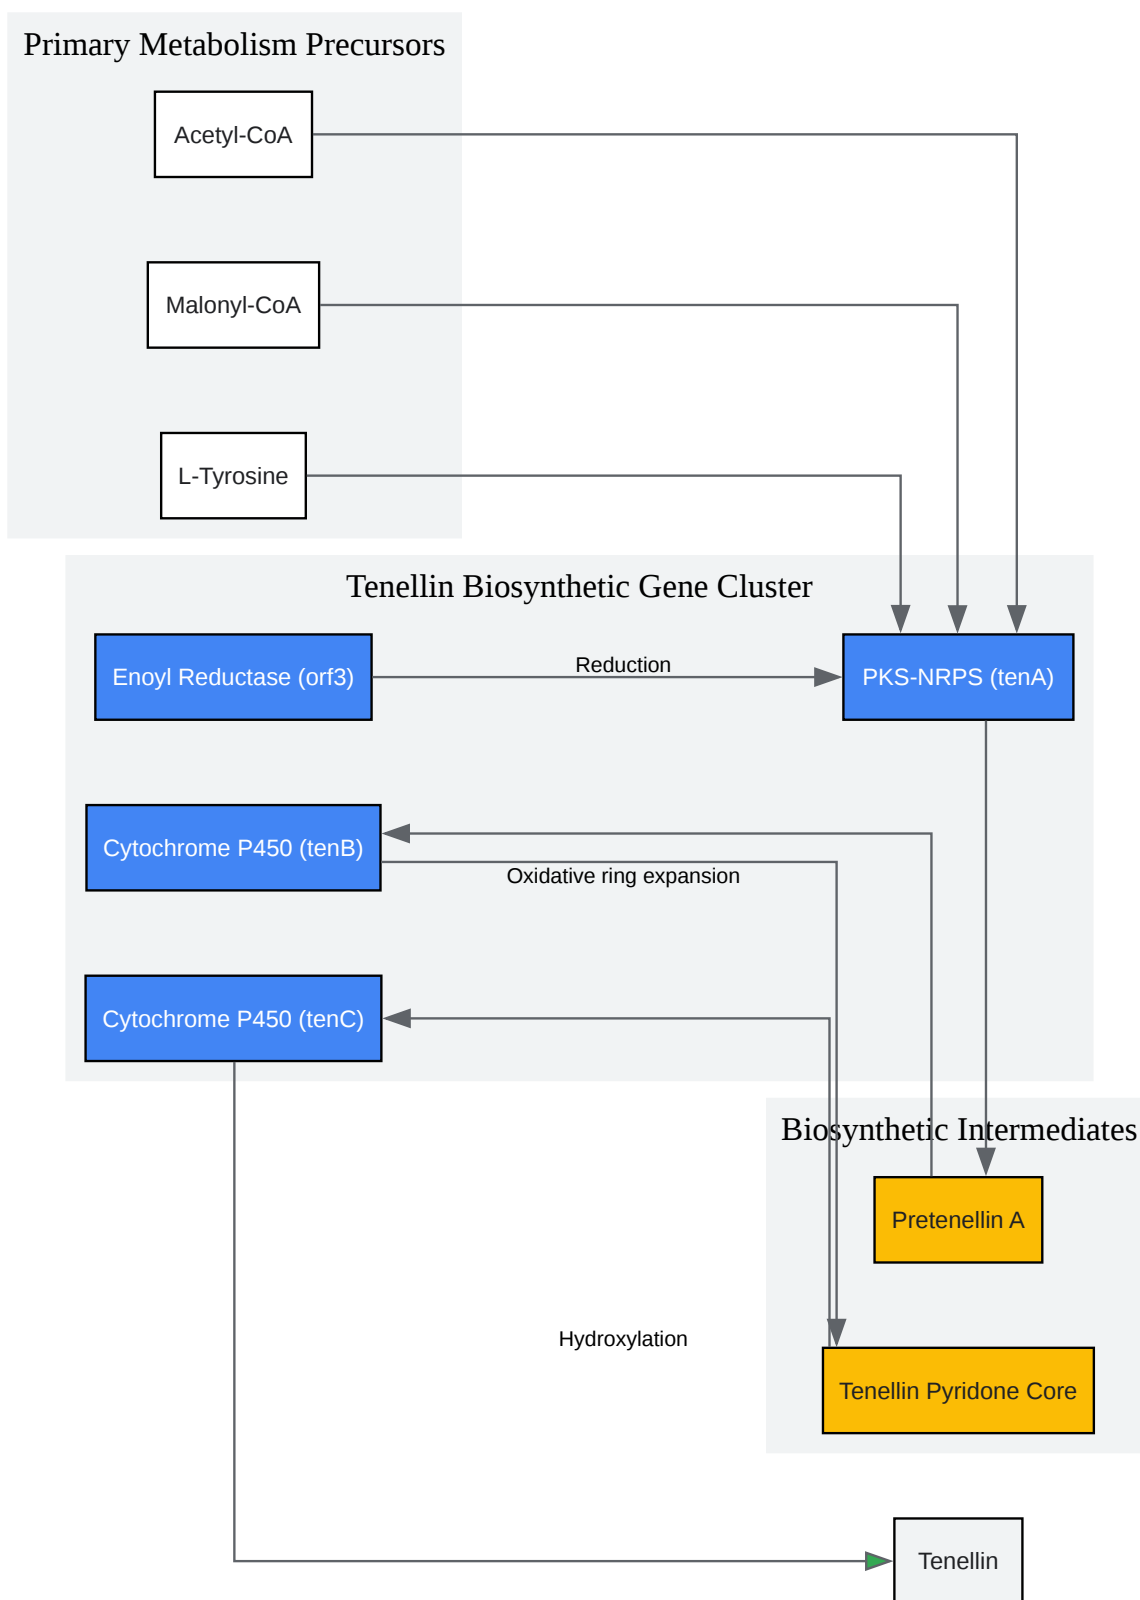 Primary Metabolism Precursors
Acetyl-CoA
Malonyl-CoA
L-Tyrosine
Tenellin Biosynthetic Gene Cluster
Enoyl Reductase (orf3)
Reduction
PKS-NRPS (tenA)
Cytochrome P450 (tenB)
Oxidative ring expansion
Cytochrome P450 (tenC)
Biosynthetic Intermediates
Pretenellin A
Hydroxylation
Tenellin Pyridone Core
Tenellin